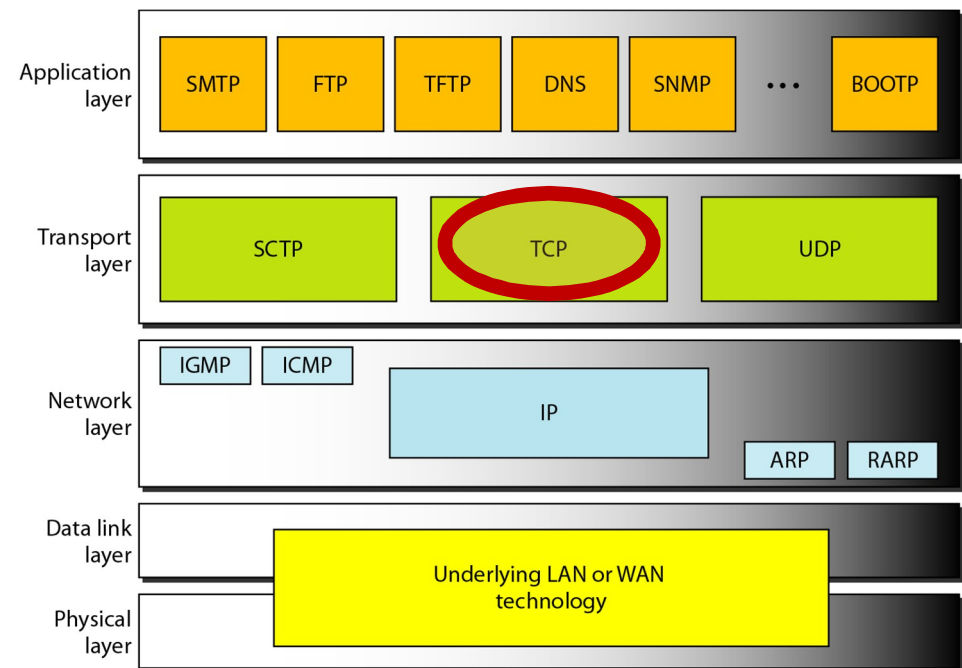 Application
layer
SMTP FTP TFTP DNS SNMP ... BOOTP
Transport
layer
SCTP TCP UDP
IGMP ICMP
Network
layer
IP
ARP RARP
Data link
layer
Underlying LAN or WAN
technology
Physical
layer